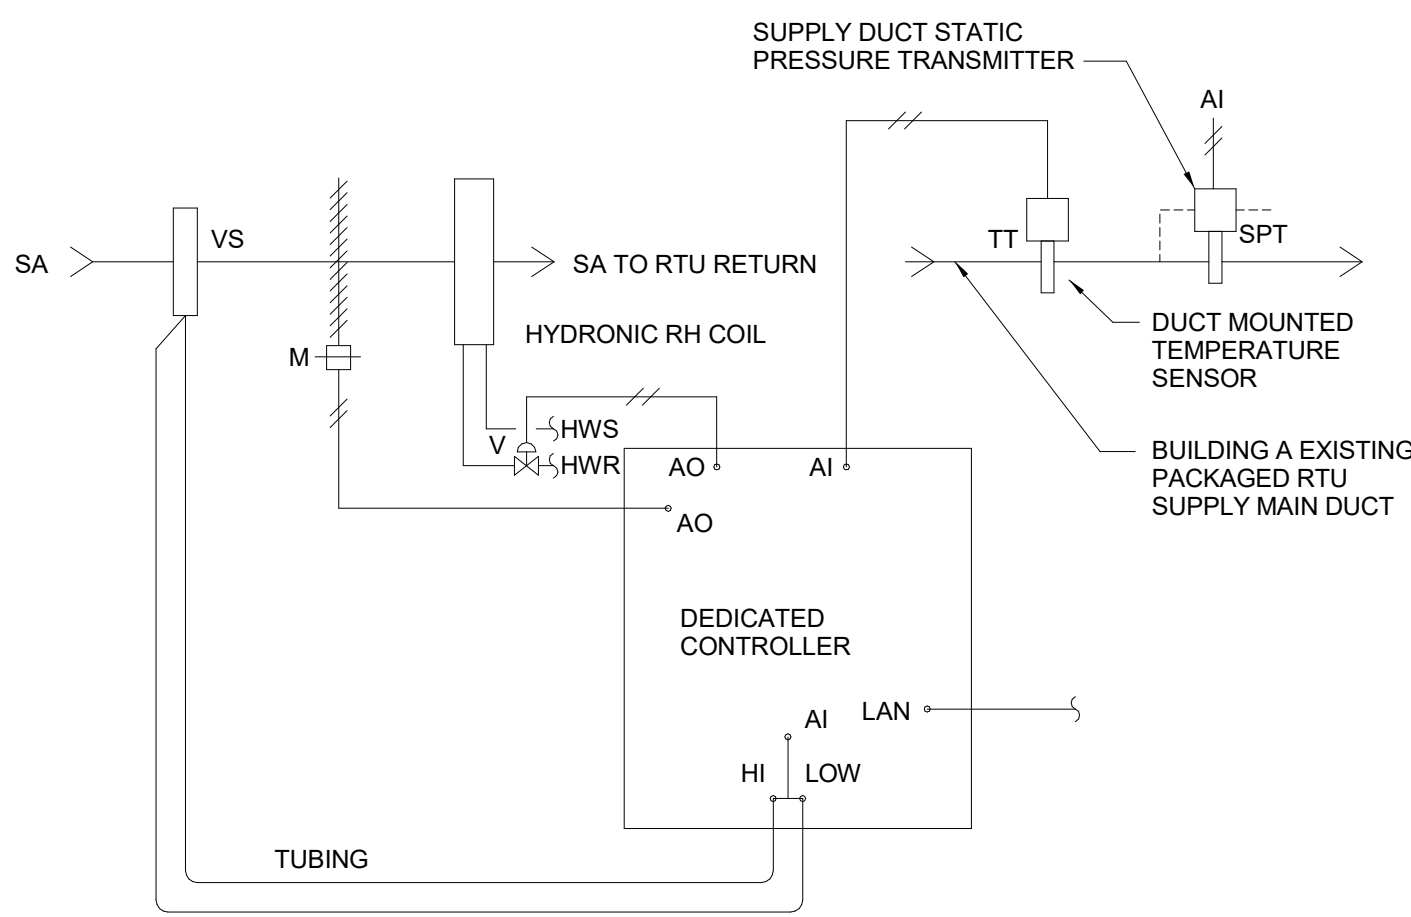 SUPPLY DUCT STATIC
PRESSURE TRANSMITTER
AI
VS
TT
SPT
SA
SA TO RTU RETURN
HYDRONIC RH COIL
DUCT MOUNTED
TEMPERATURE
SENSOR
M
V
HWS
HWR
BUILDING A EXISTING
PACKAGED RTU
SUPPLY MAIN DUCT
AO
AI
AO
DEDICATED
CONTROLLER
LAN
AI
HI
LOW
TUBING